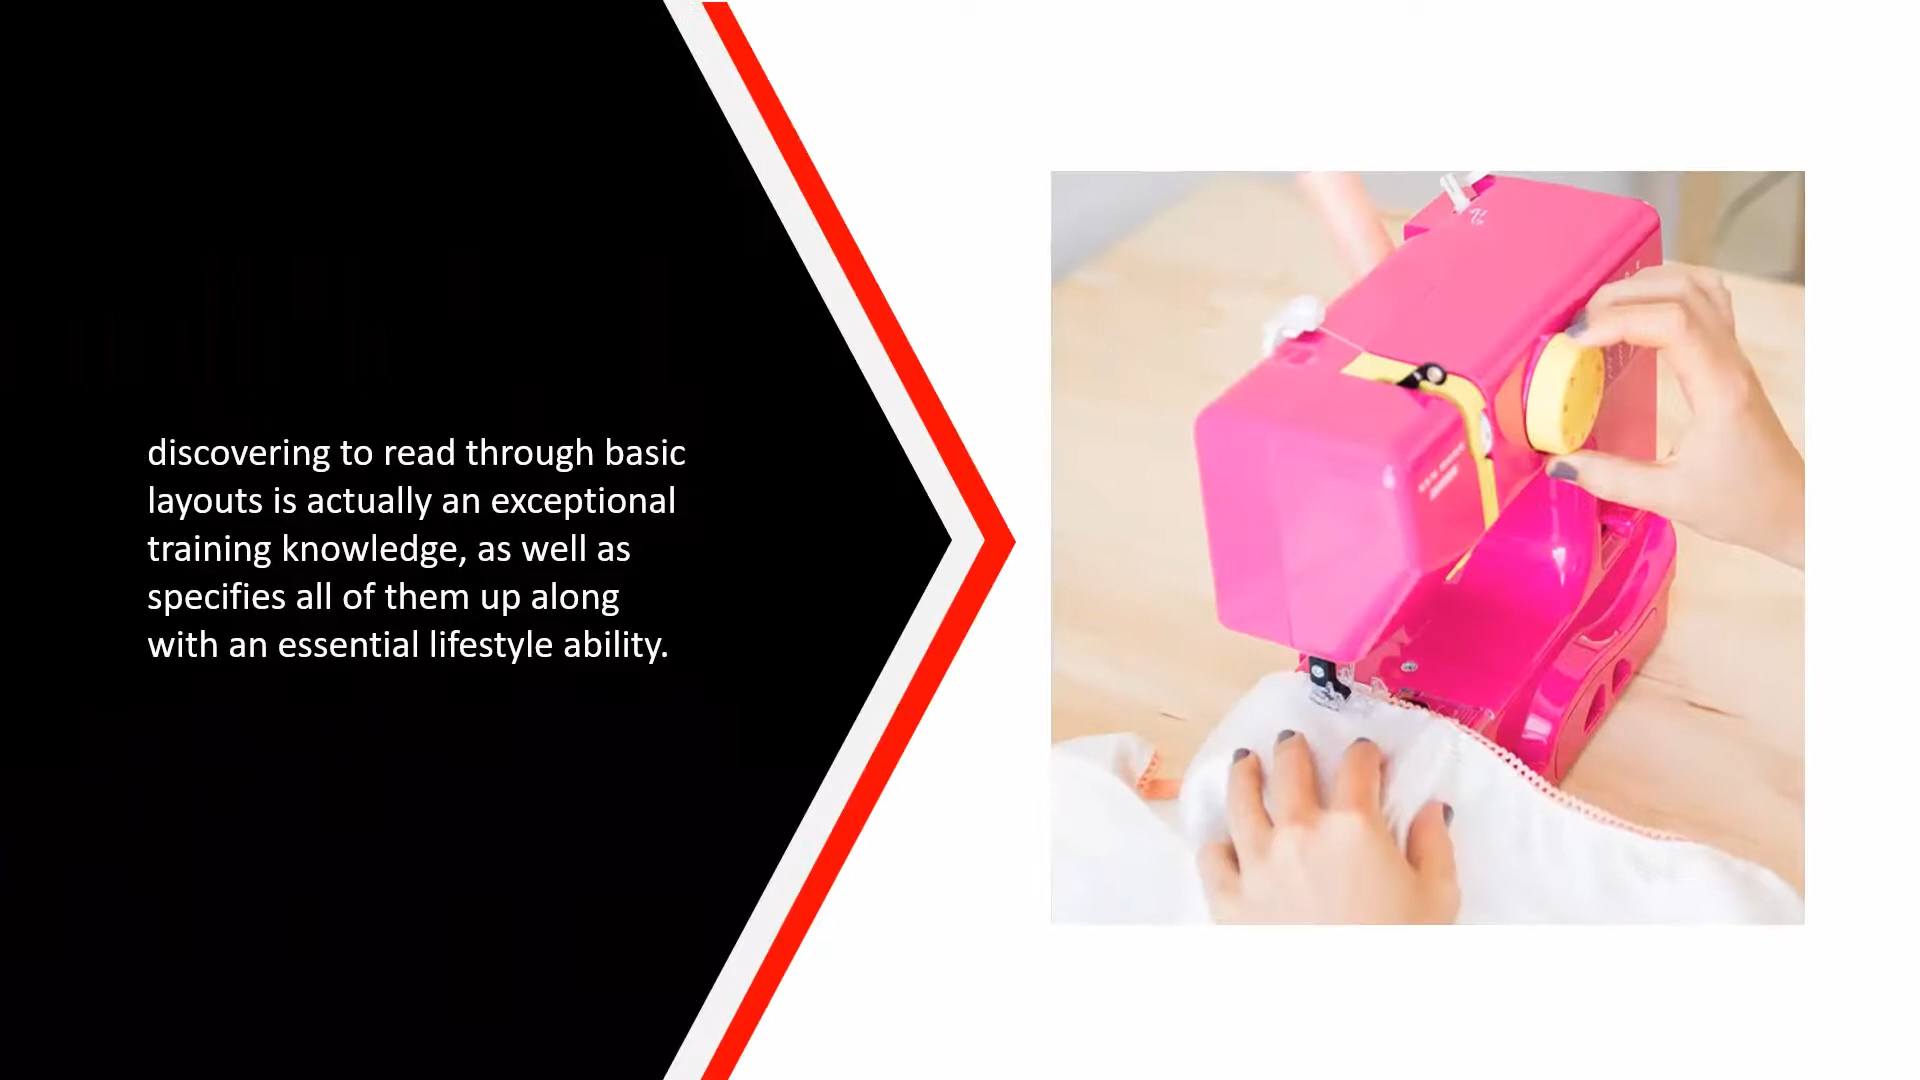 discovering to read through basic
layouts is actually an exceptional
training knowledge, as well as
specifies all of them up along
with an essential lifestyle ability.